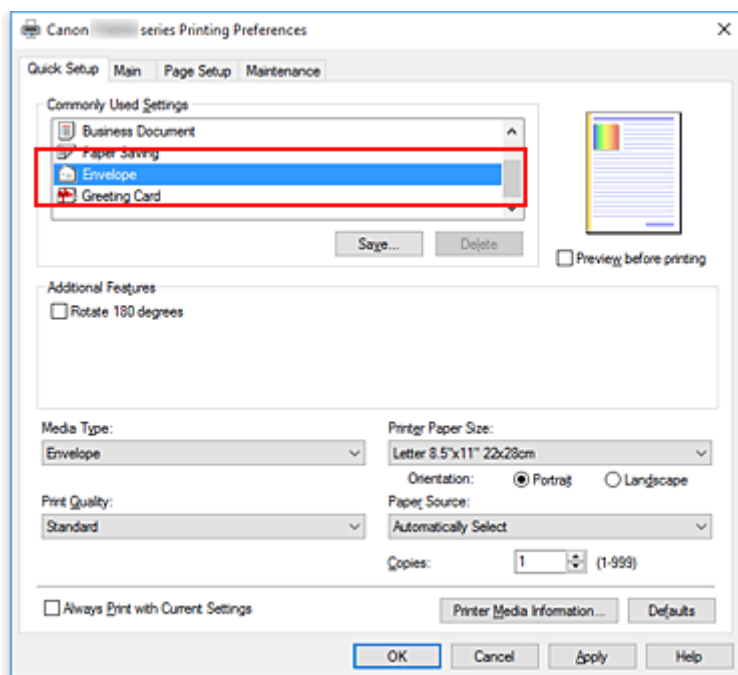 Canon series Printing Preferences
Quick Setup Main Page Setup Maintenance
Commonly Used Settings
Business Document
Paper Saving
Envelope
Greeting Card
Save... Delete
Preview before printing
Additional Features
Rotate 180 degrees
Media Type: Printer Paper Size:
Envelope Letter 8.5"x11" 22x28cm
Orientation: Portrait Landscape
Print Quality: Paper Source:
Standard Automatically Select
Copies: 1 (1-999)
Always Print with Current Settings Printer Media Information... Defaults
OK Cancel Apply Help